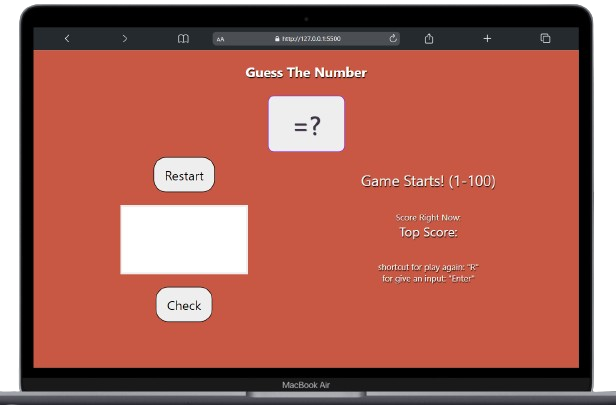 AA
http://127.0.0.1:5500
Guess The Number
=?
Restart
Game Starts! (1-100)
Score Right Now:
Top Score:
shortcut for play again: "R"
for give an input: "Enter"
Check
MacBook Air